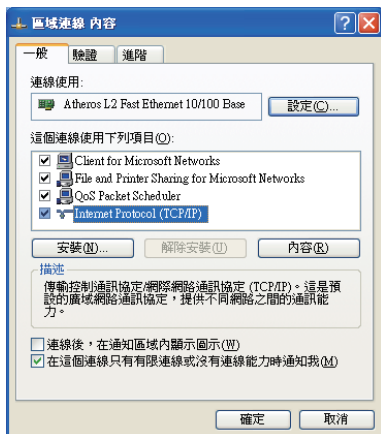 區域連線 內容
一般 驗證 進階
連線使用:
Atheros L2 Fast Ethernet 10/100 Base 設定(C)...
這個連線使用下列項目(O):
Client for Microsoft Networks
File and Printer Sharing for Microsoft Networks
QoS Packet Scheduler
Internet Protocol (TCP/IP)
安裝(N)... 解除安裝(U) 內容(R)
描述
傳輸控制通訊協定/網際網路通訊協定 (TCP/IP)。這是預
設的廣域網路通訊協定，提供不同網路之間的通訊能
力。
連線後，在通知區域內顯示圖示(W)
在這個連線只有有限連線或沒有連線能力時通知我(M)
確定 取消